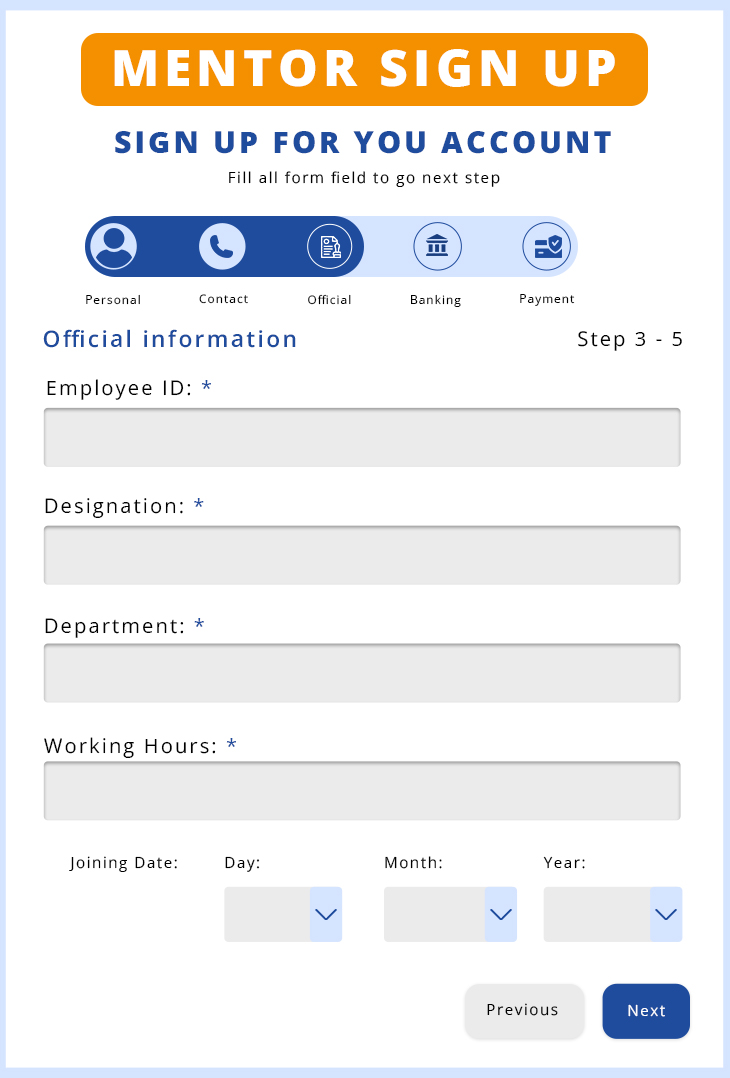 MENTOR SIGN UP
SIGN UP FOR YOU ACCOUNT
Fill all form field to go next step
Personal Contact Official Banking Payment
Official information Step 3 - 5
Employee ID: *
Designation: *
Department: *
Working Hours: *
Joining Date: Day: Month: Year:
Previous Next